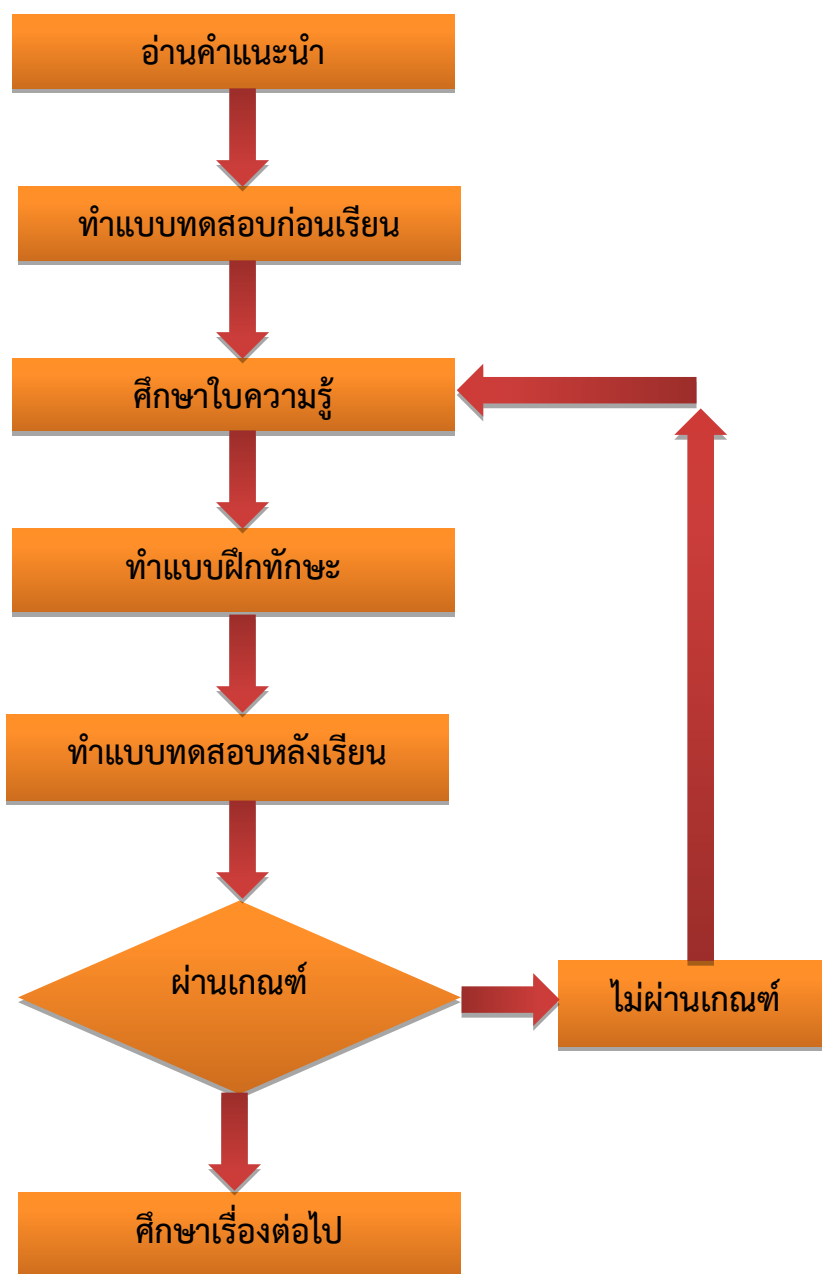 อ่านคำแนะนำ
ทำแบบทดสอบก่อนเรียน
ศึกษาใบความรู้
ทำแบบฝึกทักษะ
ทำแบบทดสอบหลังเรียน
ผ่านเกณฑ์
ไม่ผ่านเกณฑ์
ศึกษาเรื่องต่อไป